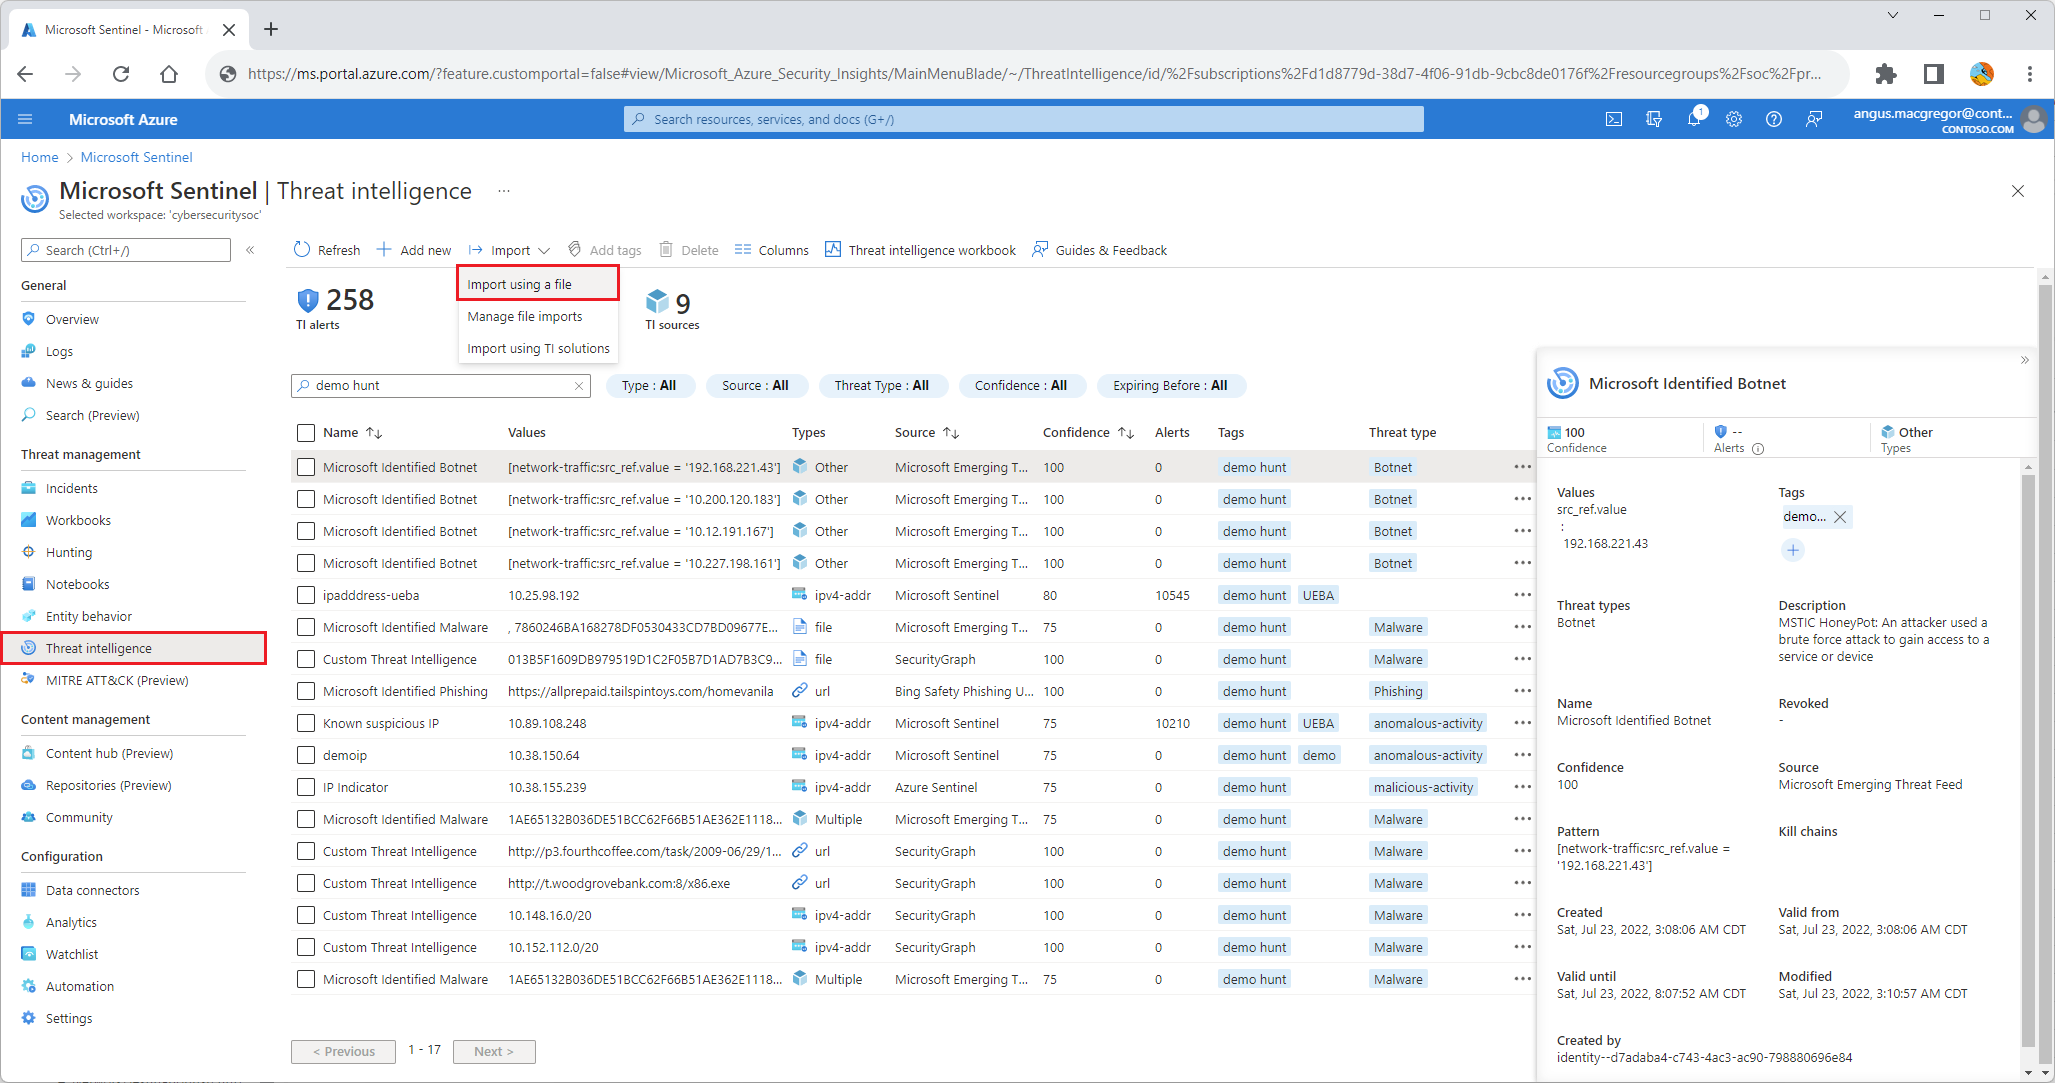 Microsoft Sentinel - Microsoft
https://ms.portal.azure.com/?feature.customportal=false#view/Microsoft_Azure_Security_Insights/MainMenuBlade/~/ThreatIntelligence/id/%2Fsubscriptions%2Fd1d8779d-38d7-4f06-91db-9cbc8de0176f%2Fresourcegroups%2Fsoc%2Fpr...
Microsoft Azure
Search resources, services, and docs (G+/)
1
angus.macgregor@cont...
CONTOSO.COM
Home > Microsoft Sentinel
Microsoft Sentinel | Threat intelligence ...
Selected workspace: 'cybersecuritysoc'
Search (Ctrl+/)
General
Overview
Logs
News & guides
Search (Preview)
Threat management
Incidents
Workbooks
Hunting
Notebooks
Entity behavior
Threat intelligence
MITRE ATT&CK (Preview)
Content management
Content hub (Preview)
Repositories (Preview)
Community
Configuration
Data connectors
Analytics
Watchlist
Automation
Settings
Refresh Add new Import Add tags Delete Columns Threat intelligence workbook Guides & Feedback
Import using a file
Manage file imports
Import using TI solutions
258
TI alerts
9
TI sources
demo hunt
Type : All Source : All Threat Type : All Confidence : All Expiring Before : All
Name Values Types Source Confidence Alerts Tags Threat type
Microsoft Identified Botnet [network-traffic:src_ref.value = '192.168.221.43'] Other Microsoft Emerging T... 100 0 demo hunt Botnet ...
Microsoft Identified Botnet [network-traffic:src_ref.value = '10.200.120.183'] Other Microsoft Emerging T... 100 0 demo hunt Botnet ...
Microsoft Identified Botnet [network-traffic:src_ref.value = '10.12.191.167'] Other Microsoft Emerging T... 100 0 demo hunt Botnet ...
Microsoft Identified Botnet [network-traffic:src_ref.value = '10.227.198.161'] Other Microsoft Emerging T... 100 0 demo hunt Botnet ...
ipadddress-ueba 10.25.98.192 ipv4-addr Microsoft Sentinel 80 10545 demo hunt UEBA ...
Microsoft Identified Malware , 7860246BA168278DF0530433CD7BD09677E... file Microsoft Emerging T... 75 0 demo hunt Malware ...
Custom Threat Intelligence 013B5F1609DB979519D1C2F05B7D1AD7B3C9... file SecurityGraph 100 0 demo hunt Malware ...
Microsoft Identified Phishing https://allprepaid.tailspintoys.com/homevanila url Bing Safety Phishing U... 100 0 demo hunt Phishing ...
Known suspicious IP 10.89.108.248 ipv4-addr Microsoft Sentinel 75 10210 demo hunt UEBA anomalous-activity ...
demoip 10.38.150.64 ipv4-addr Microsoft Sentinel 75 0 demo hunt demo anomalous-activity ...
IP Indicator 10.38.155.239 ipv4-addr Azure Sentinel 75 0 demo hunt malicious-activity ...
Microsoft Identified Malware 1AE65132B036DE51BCC62F66B51AE362E1118... Multiple Microsoft Emerging T... 75 0 demo hunt Malware ...
Custom Threat Intelligence http://p3.fourthcoffee.com/task/2009-06/29/1... url SecurityGraph 100 0 demo hunt Malware ...
Custom Threat Intelligence http://t.woodgrovebank.com:8/x86.exe url SecurityGraph 100 0 demo hunt Malware ...
Custom Threat Intelligence 10.148.16.0/20 ipv4-addr SecurityGraph 100 0 demo hunt Malware ...
Custom Threat Intelligence 10.152.112.0/20 ipv4-addr SecurityGraph 100 0 demo hunt Malware ...
Microsoft Identified Malware 1AE65132B036DE51BCC62F66B51AE362E1118... Multiple Microsoft Emerging T... 75 0 demo hunt Malware ...
< Previous 1 - 17 Next >
Microsoft Identified Botnet
100 -- Other
Confidence Alerts Types
Values
src_ref.value
:
192.168.221.43
Tags
demo...
Threat types
Botnet
Description
MSTIC HoneyPot: An attacker used a
brute force attack to gain access to a
service or device
Name
Microsoft Identified Botnet
Revoked
-
Confidence
100
Source
Microsoft Emerging Threat Feed
Pattern
[network-traffic:src_ref.value =
'192.168.221.43']
Kill chains
Created
Sat, Jul 23, 2022, 3:08:06 AM CDT
Valid from
Sat, Jul 23, 2022, 3:08:06 AM CDT
Valid until
Sat, Jul 23, 2022, 8:07:52 AM CDT
Modified
Sat, Jul 23, 2022, 3:10:57 AM CDT
Created by
identity--d7adaba4-c743-4ac3-ac90-798880696e84